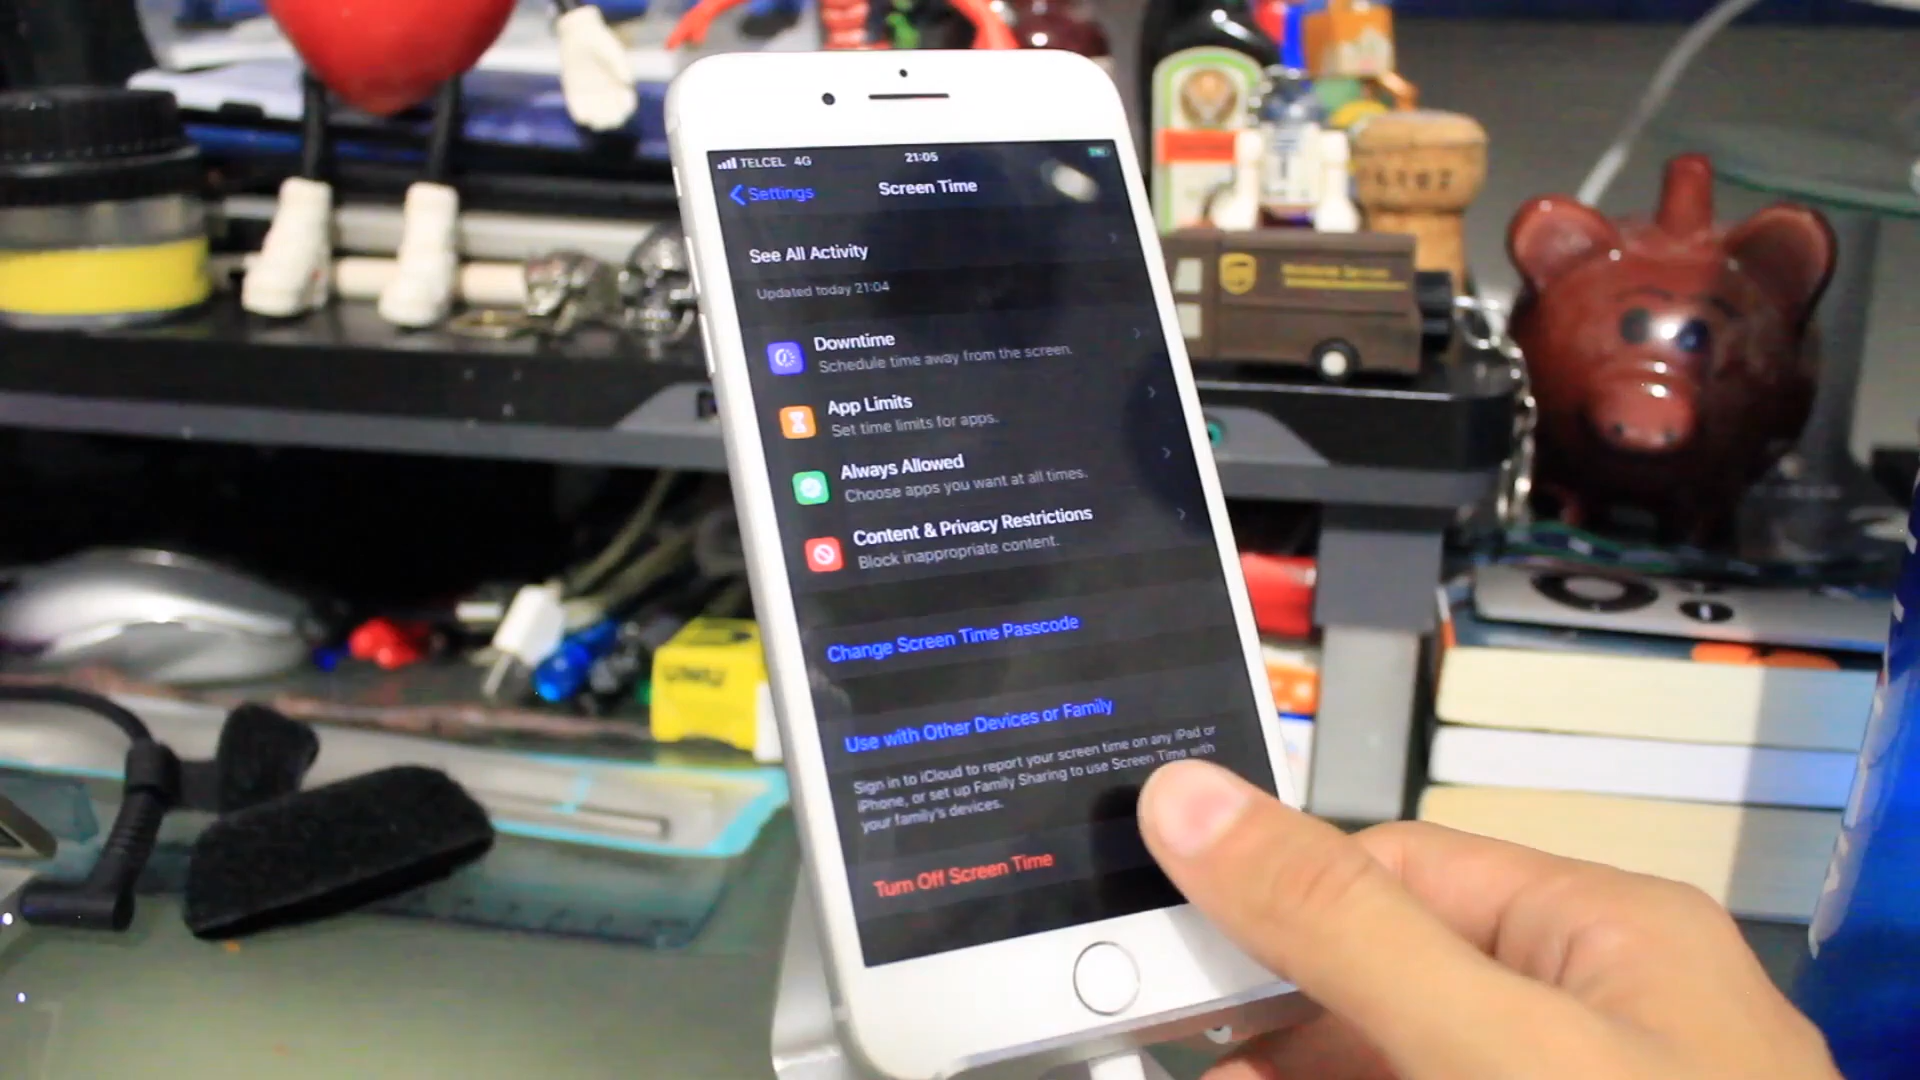 TELCEL 4G
21:05
Settings
Screen Time
See All Activity
Updated today 21:04
Downtime
Schedule time away from the screen.
App Limits
Set time limits for apps.
Always Allowed
Choose apps you want at all times.
Content & Privacy Restrictions
Block inappropriate content.
Change Screen Time Passcode
Use with Other Devices or Family
Sign in to iCloud to report your screen time on any iPad or
iPhone, or set up Family Sharing to use Screen Time with
your family's devices.
Turn Off Screen Time